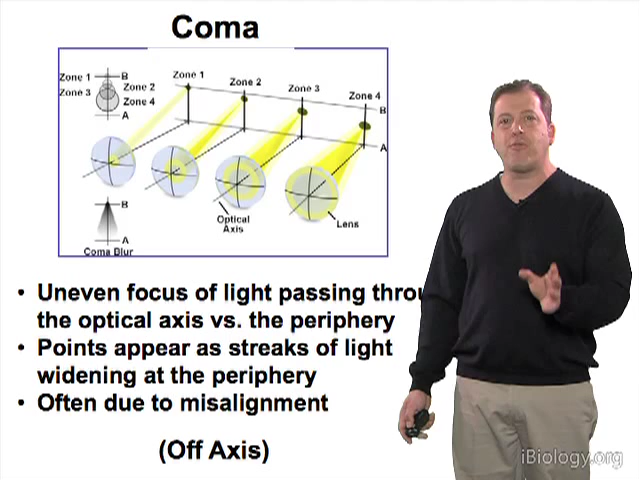 Coma
Zone 1
B
Zone 2
Zone 3
Zone 4
A
Zone 1
Zone 2
Zone 3
Zone 4
B
A
Optical
Axis
Lens
B
A
Coma Blur
• Uneven focus of light passing throu
the optical axis vs. the periphery
• Points appear as streaks of light
widening at the periphery
• Often due to misalignment
(Off Axis)
iBiology.org